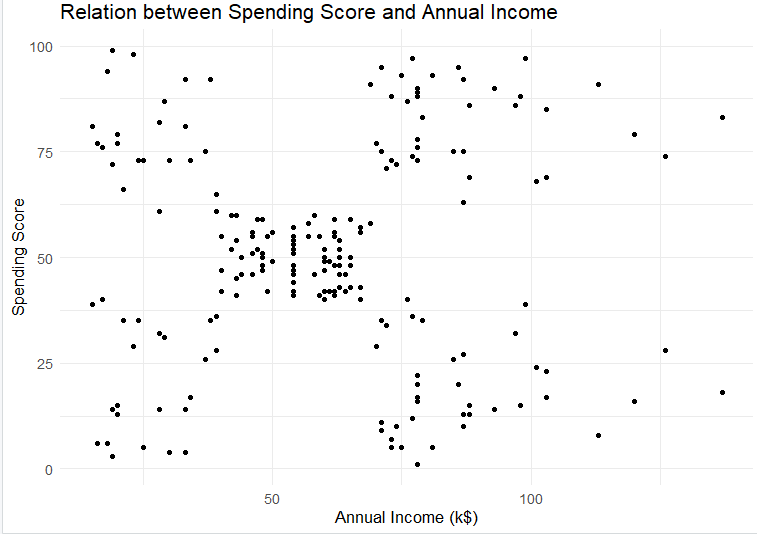 Relation between Spending Score and Annual Income
100
75
50
25
0
Spending Score
50
100
Annual Income (k$)